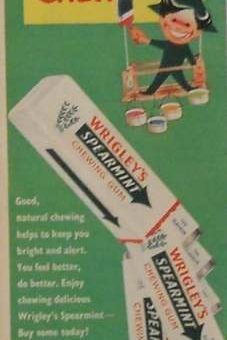 WRIGLEY'S
SPEARMINT
CHEWING GUM
Good,
natural chewing
helps to keep you
bright and alert.
You feel better,
do better. Enjoy
chewing delicious
Wrigley's Spearmint—
Buy some today!
WRIGLEY'S
SPEARMINT
CHEWING GUM